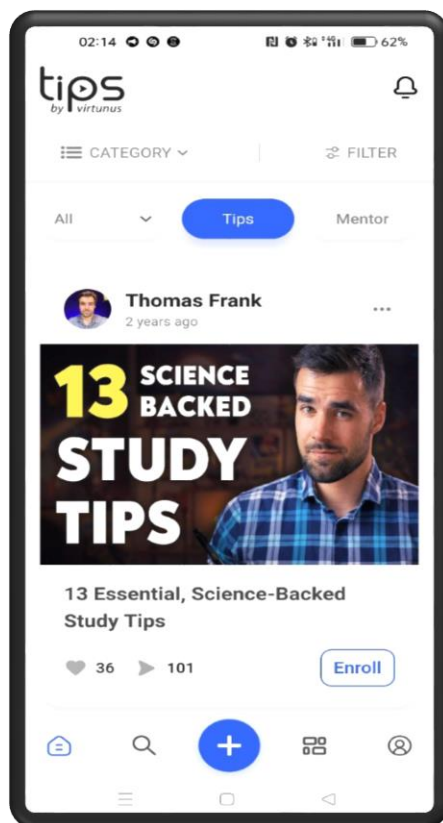 02:14 62%
tips
by virtunus
CATEGORY FILTER
All Tips Mentor
Thomas Frank
2 years ago
13 SCIENCE
BACKED
STUDY
TIPS
13 Essential, Science-Backed
Study Tips
36 101 Enroll